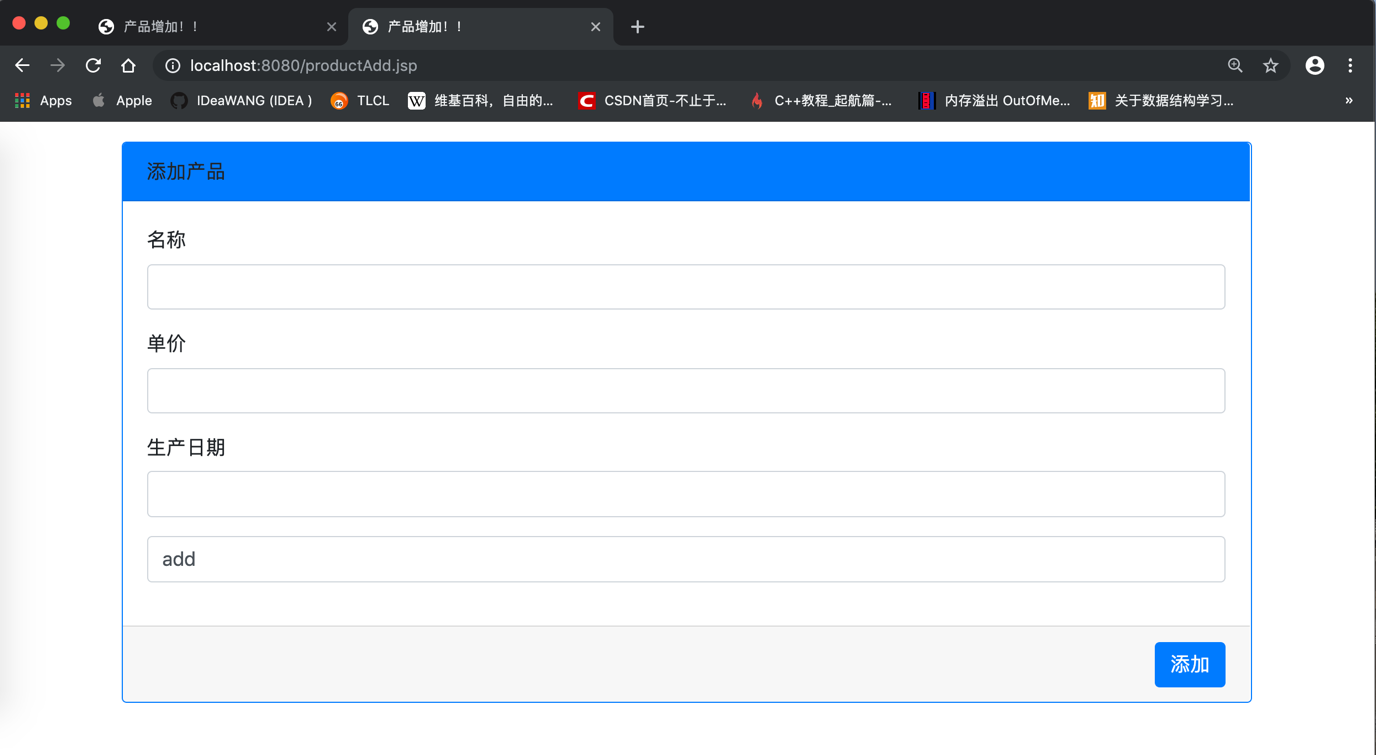 产品增加！！
产品增加！！
localhost:8080/productAdd.jsp
Apps
Apple
IDeaWANG (IDEA )
TLCL
维基百科，自由的...
CSDN首页-不止于...
C++教程_起航篇-...
内存溢出 OutOfMe...
关于数据结构学习...
»
添加产品
名称
单价
生产日期
add
添加